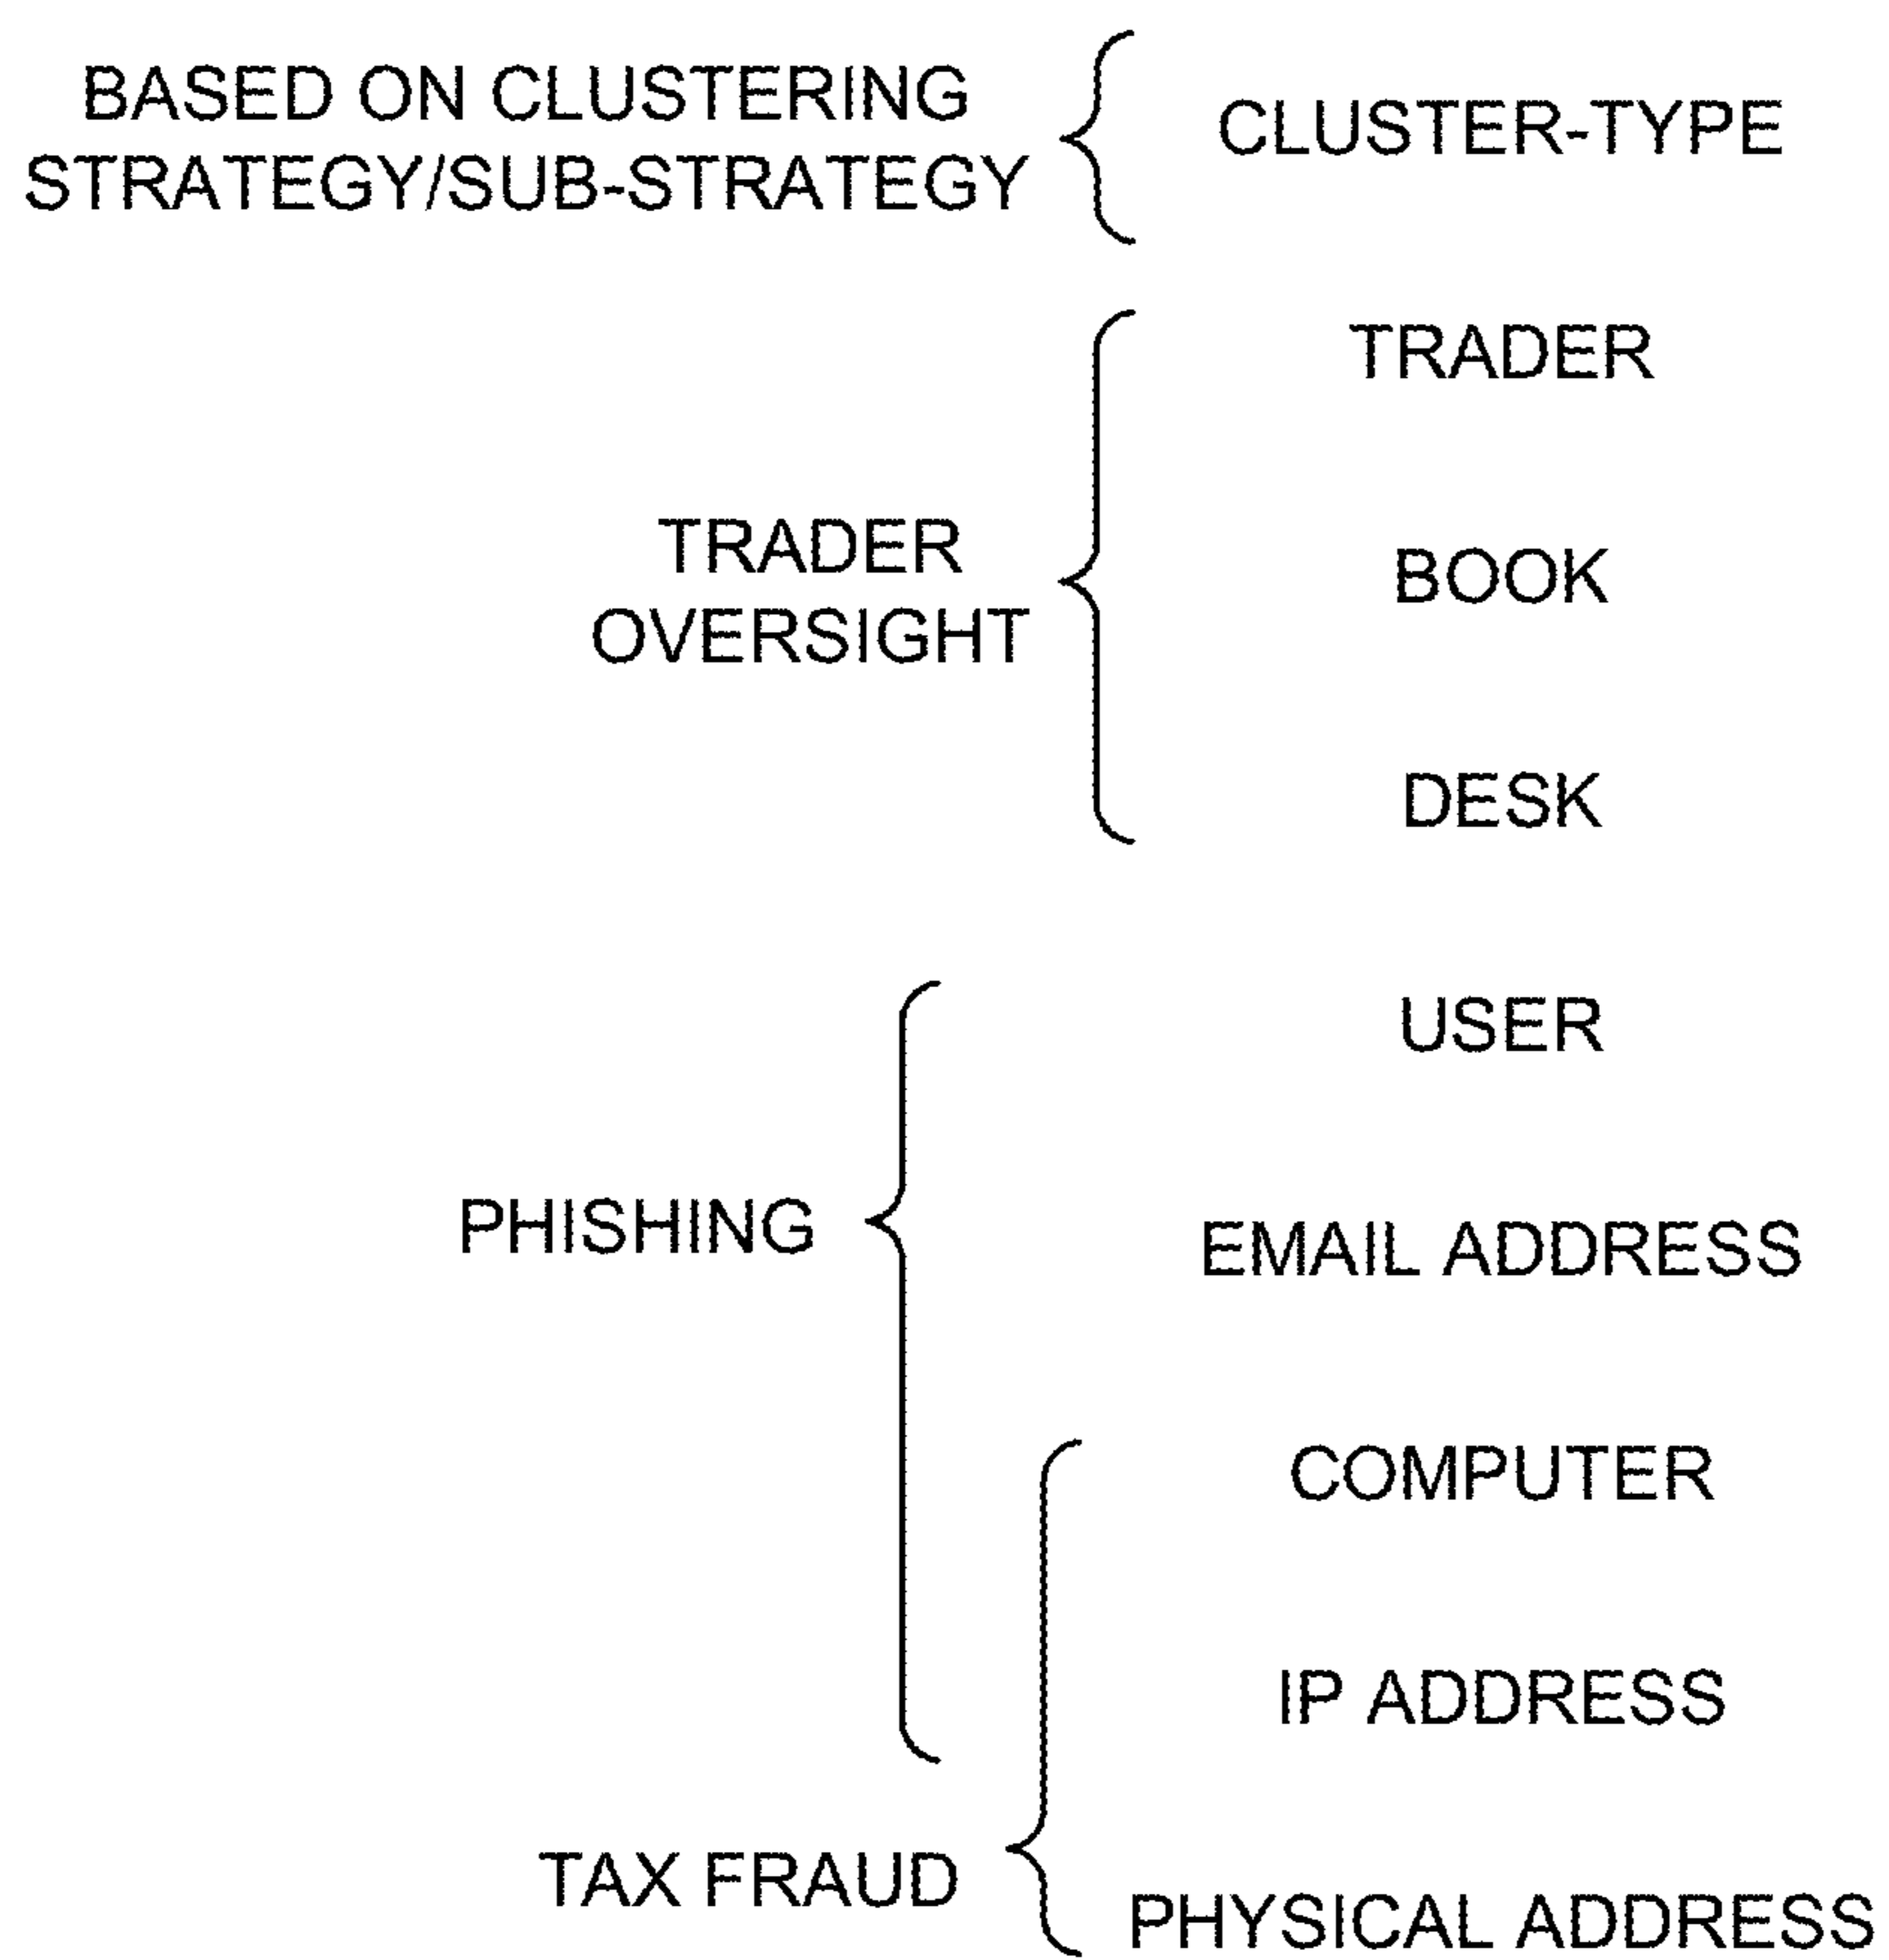 BASED ON CLUSTERING
STRATEGY/SUB-STRATEGY
CLUSTER-TYPE
TRADER
OVERSIGHT
TRADER
BOOK
DESK
PHISHING
USER
EMAIL ADDRESS
COMPUTER
IP ADDRESS
TAX FRAUD
PHYSICAL ADDRESS